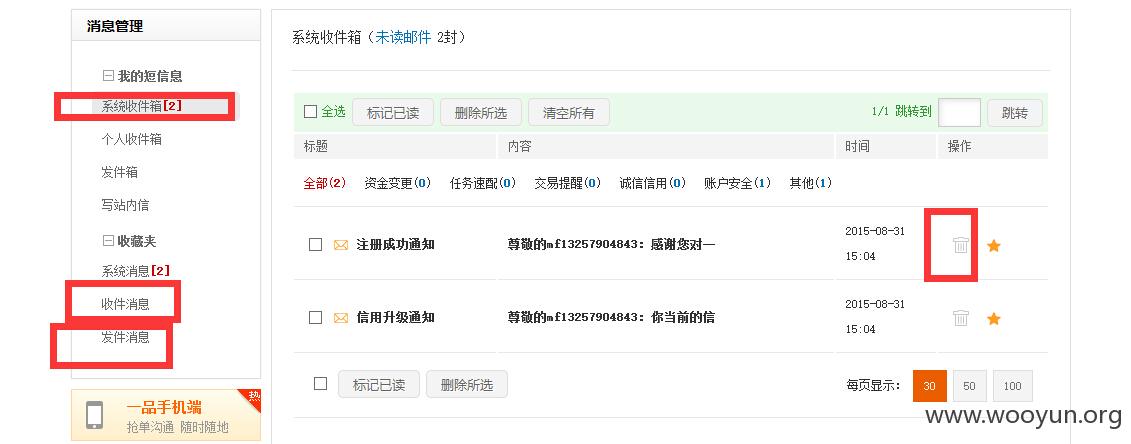 消息管理
我的短信息
系统收件箱[2]
个人收件箱
发件箱
写站内信
收藏夹
系统消息[2]
收件消息
发件消息
热
一品手机端
抢单沟通 随时随地
系统收件箱（未读邮件 2封）
全选 标记已读 删除所选 清空所有 1/1 跳转到 跳转
标题 内容 时间 操作
全部(2) 资金变更(0) 任务速配(0) 交易提醒(0) 诚信信用(0) 账户安全(1) 其他(1)
注册成功通知 尊敬的mf13257904843：感谢您对一 2015-08-31
15:04
信用升级通知 尊敬的mf13257904843：你当前的信 2015-08-31
15:04
标记已读 删除所选 每页显示： 30 50 100
www.wooyun.org